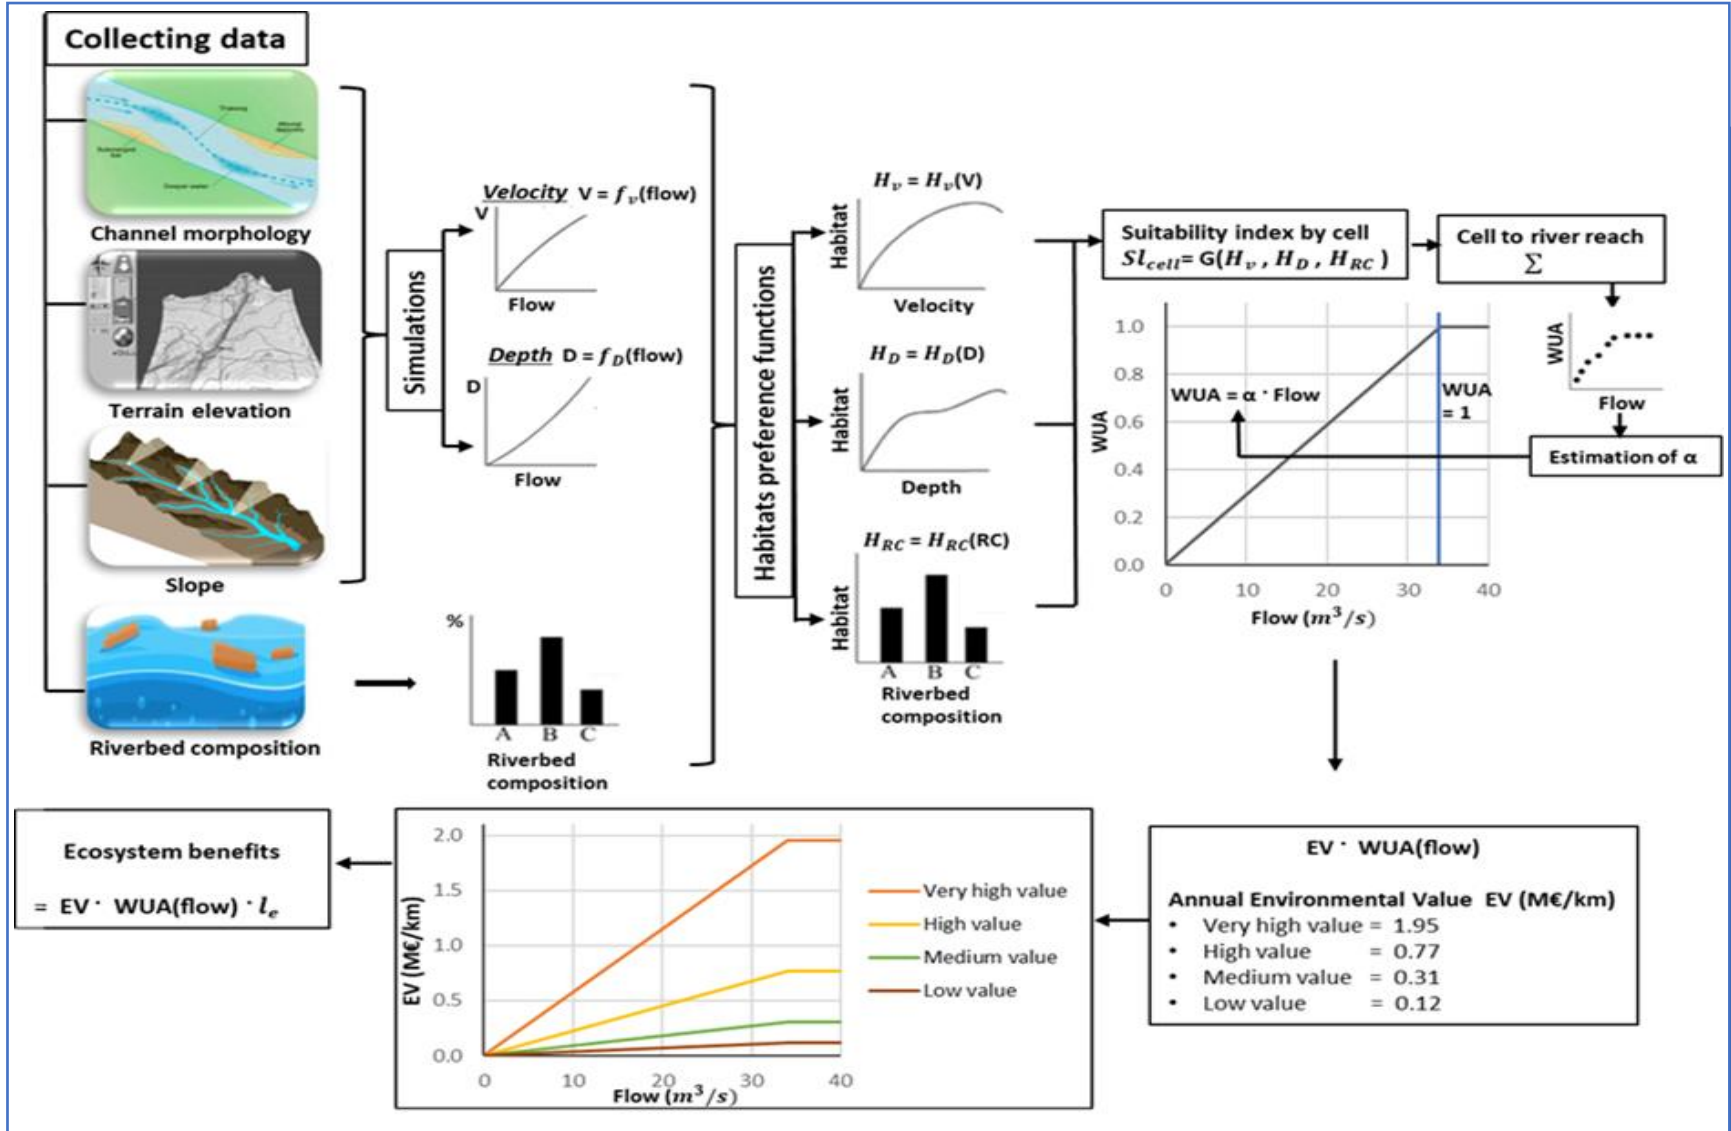 Collecting data
Thalweg
Submerged
bar
Deeper water
Channel morphology
Terrain elevation
Slope
Riverbed composition
Simulations
Velocity V = f_v(flow)
V
Flow
Depth D = f_D(flow)
D
Flow
%
A B C
Riverbed
composition
Habitats preference functions
H_v = H_v(V)
Habitat
Velocity
H_D = H_D(D)
Habitat
Depth
H_RC = H_RC(RC)
Habitat
A B C
Riverbed
composition
Suitability index by cell
SI_cell= G(H_v , H_D , H_RC )
Cell to river reach
Σ
WUA
Flow
Estimation of α
WUA = α · Flow
WUA
= 1
WUA
1.0
0.8
0.6
0.4
0.2
0.0
0 10 20 30 40
Flow (m³/s)
EV · WUA(flow)
Annual Environmental Value EV (M€/km)
• Very high value = 1.95
• High value = 0.77
• Medium value = 0.31
• Low value = 0.12
EV (M€/km)
2.0
1.5
1.0
0.5
0.0
0 10 20 30 40
Flow (m³/s)
Very high value
High value
Medium value
Low value
Ecosystem benefits
= EV · WUA(flow) · l_e